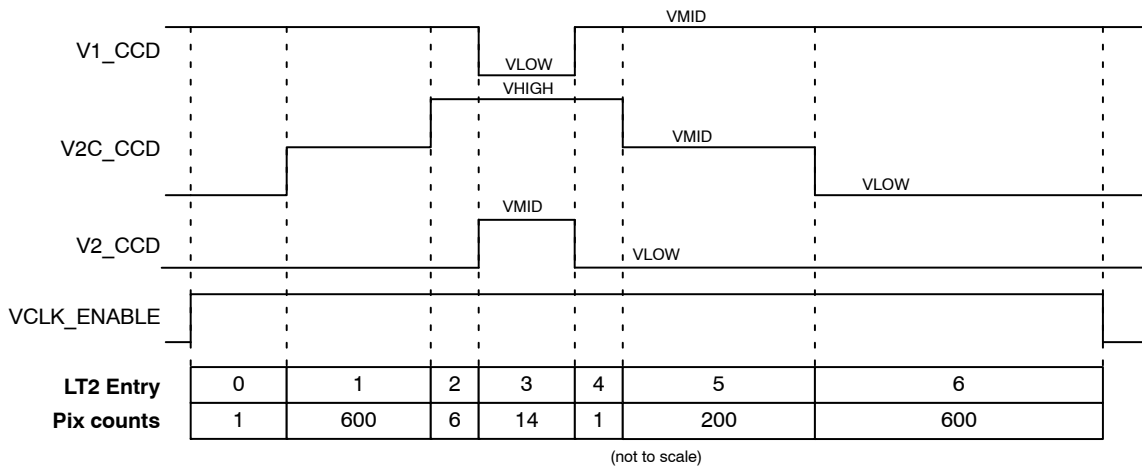 VMID
V1_CCD
VLOW
VHIGH
V2C_CCD
VMID
VLOW
VMID
V2_CCD
VLOW
VCLK_ENABLE
LT2 Entry 0 1 2 3 4 5 6
Pix counts 1 600 6 14 1 200 600
(not to scale)